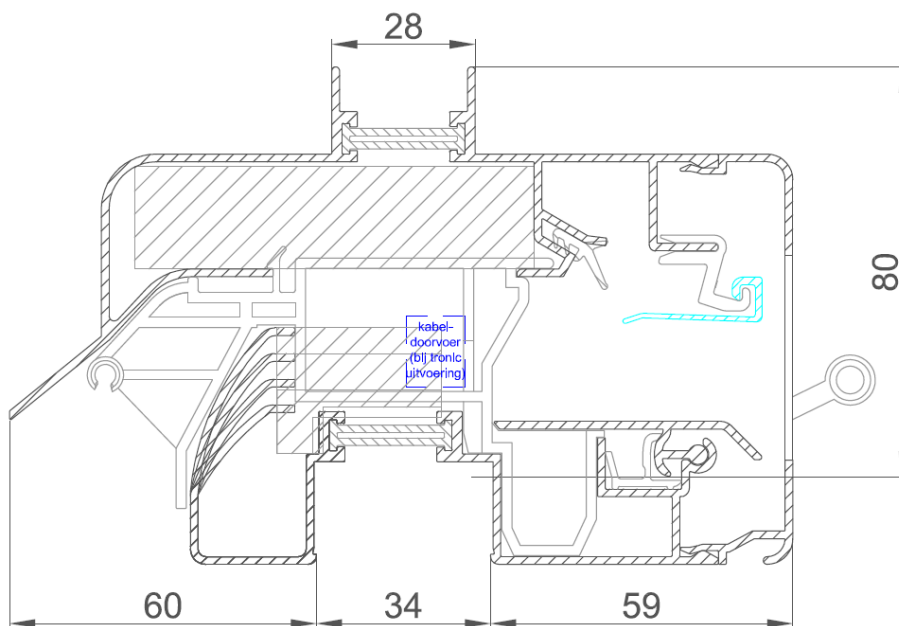 28
80
kabel-
doorvoer
(bij tronic
uitvoering)
60
34
59